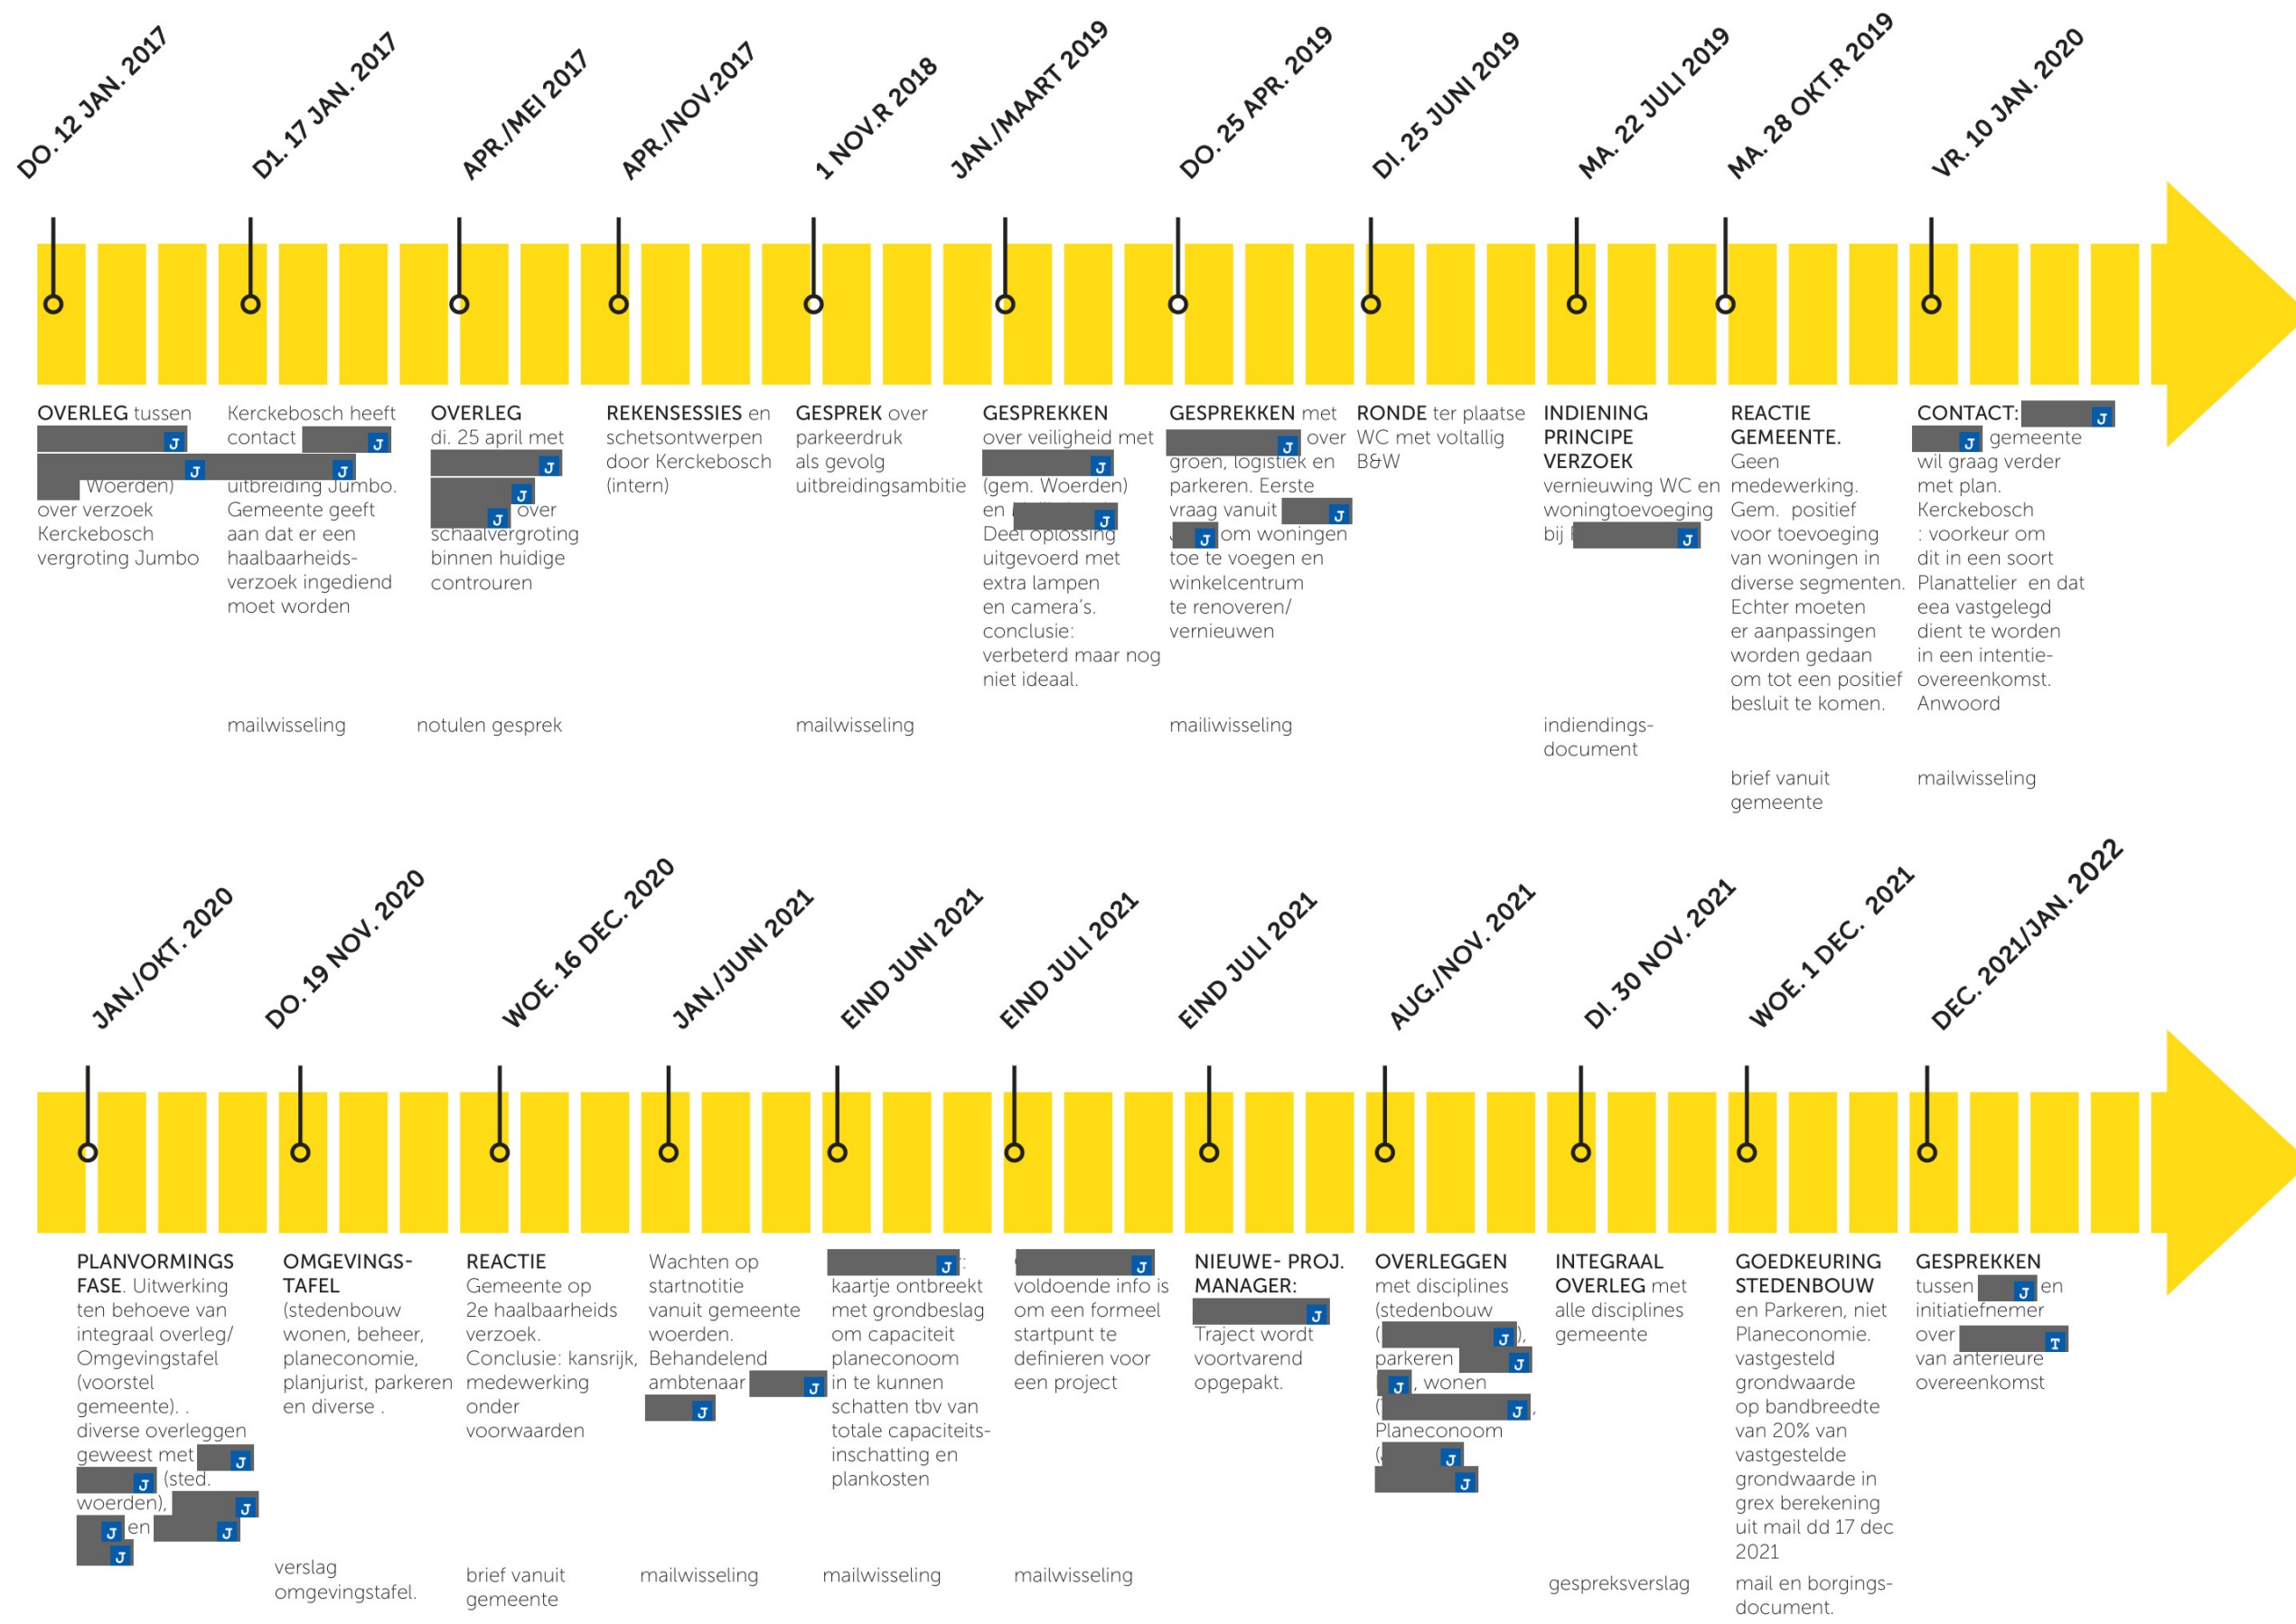 DO. 12 JAN. 2017
D1. 17 JAN. 2017
APR./MEI 2017
APR./NOV.2017
1 NOV.R 2018
JAN./MAART 2019
DO. 25 APR. 2019
DI. 25 JUNI 2019
MA. 22 JULI 2019
MA. 28 OKT.R 2019
VR. 10 JAN. 2020
OVERLEG tussen
J
J
Woerden)
over verzoek
Kerckebosch
vergroting Jumbo
Kerckebosch heeft
contact J
J
uitbreiding Jumbo.
Gemeente geeft
aan dat er een
haalbaarheids-
verzoek ingediend
moet worden
mailwisseling
OVERLEG
di. 25 april met
J
J
J over
schaalvergroting
binnen huidige
controuren
notulen gesprek
REKENSESSIES en
schetsontwerpen
door Kerckebosch
(intern)
GESPREK over
parkeerdruk
als gevolg
uitbreidingsambitie
mailwisseling
GESPREKKEN
over veiligheid met
J
(gem. Woerden)
en J
Deel oplossing
uitgevoerd met
extra lampen
en camera's.
conclusie:
verbeterd maar nog
niet ideaal.
GESPREKKEN met
J over
groen, logistiek en
parkeren. Eerste
vraag vanuit J
J om woningen
toe te voegen en
winkelcentrum
te renoveren/
vernieuwen
mailiwisseling
RONDE ter plaatse
WC met voltallig
B&W
INDIENING
PRINCIPE
VERZOEK
vernieuwing WC en
woningtoevoeging
bij J
indiendings-
document
REACTIE
GEMEENTE.
Geen
medewerking.
Gem. positief
voor toevoeging
van woningen in
diverse segmenten.
Echter moeten
er aanpassingen
worden gedaan
om tot een positief
besluit te komen.
brief vanuit
gemeente
CONTACT: J
J gemeente
wil graag verder
met plan.
Kerckebosch
: voorkeur om
dit in een soort
Planattelier en dat
eea vastgelegd
dient te worden
in een intentie-
overeenkomst.
Anwoord
mailwisseling
JAN./OKT. 2020
DO. 19 NOV. 2020
WOE. 16 DEC. 2020
JAN./JUNI 2021
EIND JUNI 2021
EIND JULI 2021
EIND JULI 2021
AUG./NOV. 2021
DI. 30 NOV. 2021
WOE. 1 DEC. 2021
DEC. 2021/JAN. 2022
PLANVORMINGS
FASE. Uitwerking
ten behoeve van
integraal overleg/
Omgevingstafel
(voorstel
gemeente). .
diverse overleggen
geweest met J
J (sted.
woerden), J
J en J
J
OMGEVINGS-
TAFEL
(stedenbouw
wonen, beheer,
planeconomie,
planjurist, parkeren
en diverse .
verslag
omgevingstafel.
REACTIE
Gemeente op
2e haalbaarheids
verzoek.
Conclusie: kansrijk,
medewerking
onder
voorwaarden
brief vanuit
gemeente
Wachten op
startnotitie
vanuit gemeente
woerden.
Behandelend
ambtenaar J
J
mailwisseling
J :
kaartje ontbreekt
met grondbeslag
om capaciteit
planeconoom
in te kunnen
schatten tbv van
totale capaciteits-
inschatting en
plankosten
mailwisseling
J
voldoende info is
om een formeel
startpunt te
definieren voor
een project
mailwisseling
NIEUWE- PROJ.
MANAGER:
J
Traject wordt
voortvarend
opgepakt.
OVERLEGGEN
met disciplines
(stedenbouw
( J ),
parkeren J
J , wonen
( J ,
Planeconoom
( J
J
INTEGRAAL
OVERLEG met
alle disciplines
gemeente
gespreksverslag
GOEDKEURING
STEDENBOUW
en Parkeren, niet
Planeconomie.
vastgesteld
grondwaarde
op bandbreedte
van 20% van
vastgestelde
grondwaarde in
grex berekening
uit mail dd 17 dec
2021
mail en borgings-
document.
GESPREKKEN
tussen J en
initiatiefnemer
over T
van anterieure
overeenkomst